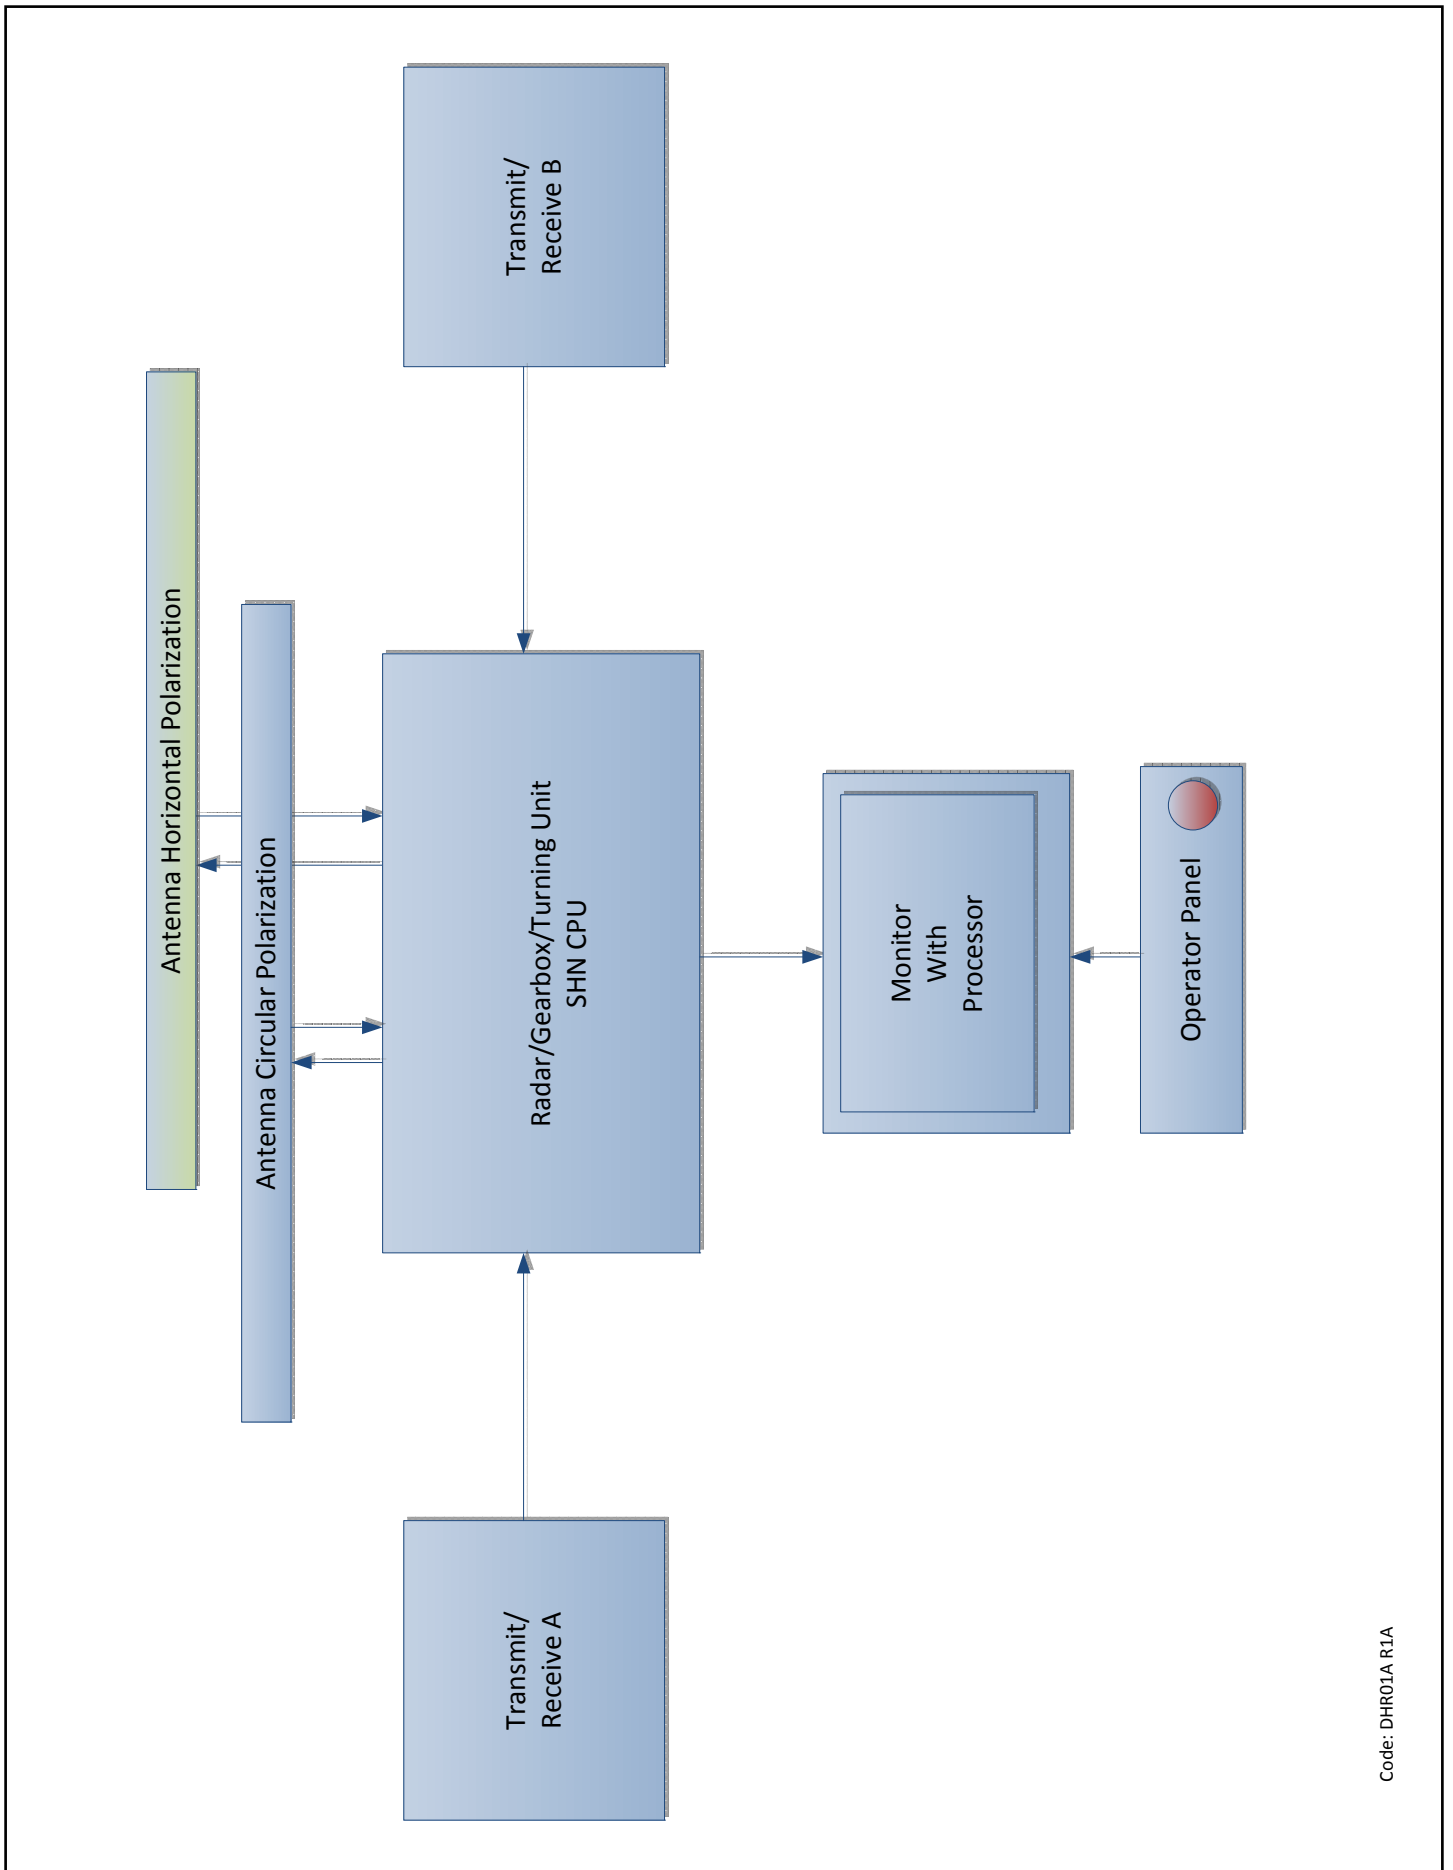 Antenna Horizontal Polarization
Antenna Circular Polarization
Transmit/
Receive A
Radar/Gearbox/Turning Unit
SHN CPU
Transmit/
Receive B
Monitor
With
Processor
Operator Panel
Code: DHR01A R1A